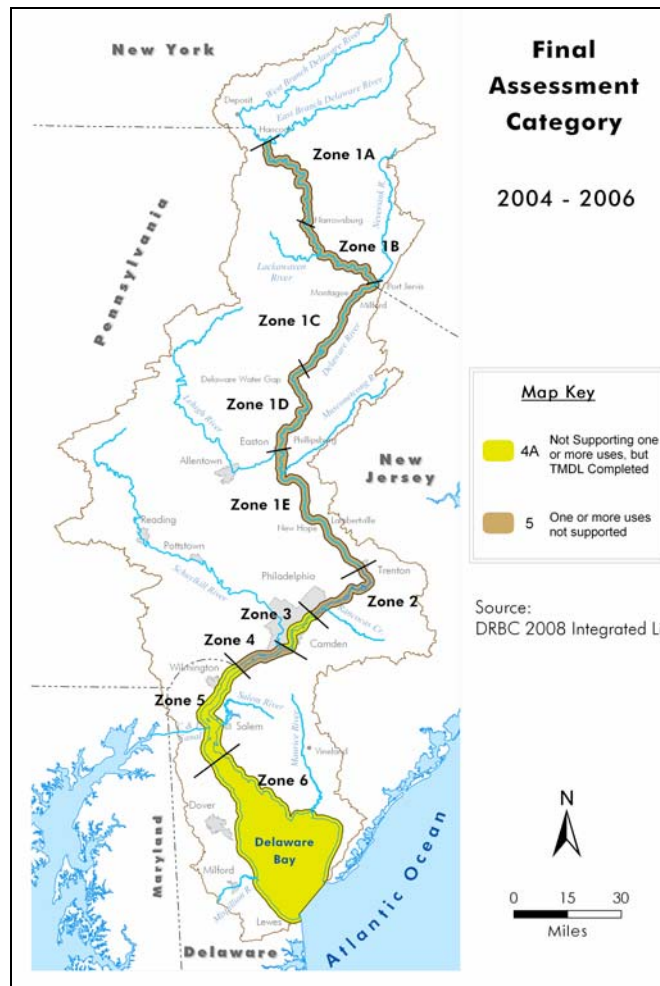 Final
Assessment
Category
2004 - 2006
New York
West Branch Delaware River
East Branch Delaware River
Deposit
Hancock
Zone 1A
Narrowsburg
Neversink R.
Zone 1B
Lackawaxen
River
Port Jervis
Montague
Milford
Pennsylvania
Zone 1C
Delaware River
Delaware Water Gap
Musconetcong R.
Zone 1D
Lehigh River
Easton
Phillipsburg
Allentown
New
Jersey
Zone 1E
Lambertville
New Hope
Reading
Pottstown
Schuylkill River
Trenton
Philadelphia
Zone 2
Zone 3
Rancocas Cr.
Camden
Zone 4
Wilmington
Zone 5
Salem River
Salem
C & D
Canal
Maurice River
Vineland
Zone 6
Dover
Delaware
Bay
Maryland
Milford
Mispillion R.
Lewes
Delaware
Atlantic Ocean
Map Key
4A Not Supporting one
or more uses, but
TMDL Completed
5 One or more uses
not supported
Source:
DRBC 2008 Integrated Li
N
0 15 30
Miles